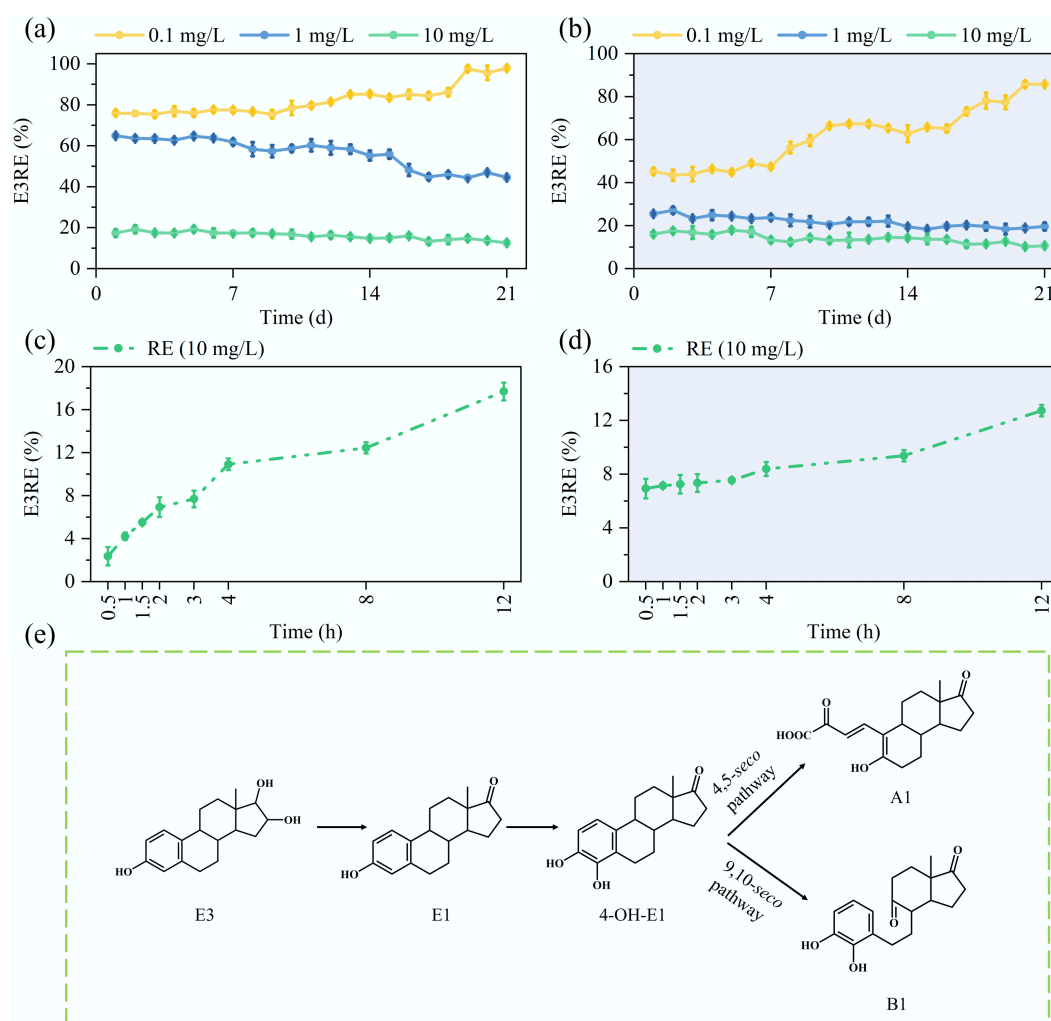 (a)
0.1 mg/L 1 mg/L 10 mg/L
E3RE (%)
100
80
60
40
20
0
0 7 14 21
Time (d)
(b)
0.1 mg/L 1 mg/L 10 mg/L
E3RE (%)
100
80
60
40
20
0
0 7 14 21
Time (d)
(c)
RE (10 mg/L)
E3RE (%)
20
16
12
8
4
0
0.5 1 1.5 2 3 4 8 12
Time (h)
(d)
RE (10 mg/L)
E3RE (%)
16
12
8
4
0
0.5 1 1.5 2 3 4 8 12
Time (h)
(e)
OH
OH
HO
E3
O
HO
E1
O
HO
OH
4-OH-E1
4,5-seco
pathway
O
O
HOOC
HO
A1
9,10-seco
pathway
O
O
HO
OH
B1